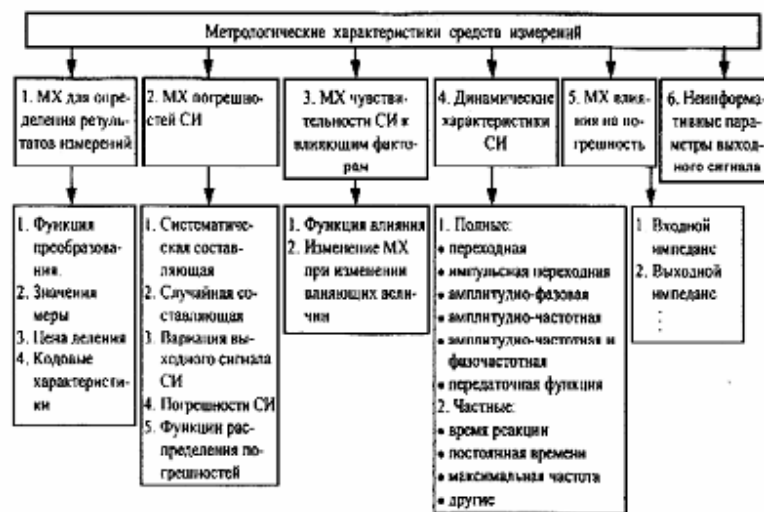 Метрологические характеристики средств измерений
1. МХ для опре-
деления резуль-
татов измерений
2. МХ погрешно-
стей СИ
3. МХ чувстви-
тельности СИ к
влияющим факто-
рам
4. Динамические
характеристики
СИ
5. МХ влия-
ния на по-
грешность
6. Неинформа-
тивные пара-
метры выход-
ного сигнала
1. Функция
преобразова-
ния.
2. Значения
меры
3. Цена деления
4. Кодовые
характеристи-
ки
1. Систематиче-
ская состав-
ляющая
2. Случайная со-
ставляющая
3. Вариация вы-
ходного сигнала
СИ
4. Погрешности СИ
5. Функции рас-
пределения по-
грешностей
1. Функция влияния
2. Изменение МХ
при изменении
влияющих вели-
чин
1. Полные:
• переходная
• импульсная переходная
• амплитудно-фазовая
• амплитудно-частотная
• амплитудно-частотная и
фазочастотная
• передаточная функция
2. Частные:
• время реакции
• постоянная времени
• максимальная частота
• другие
1. Входной
импеданс
2. Выходной
импеданс
⋮